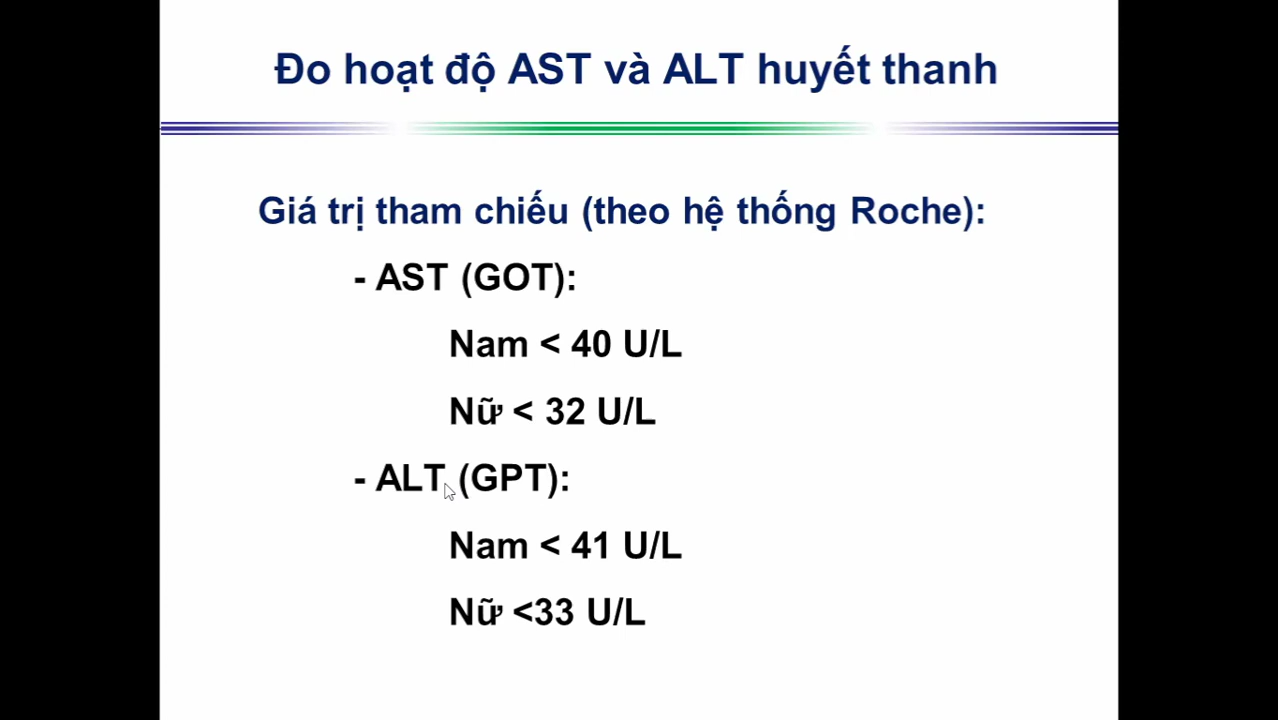 Đo hoạt độ AST và ALT huyết thanh
Giá trị tham chiếu (theo hệ thống Roche):
- AST (GOT):
Nam < 40 U/L
Nữ < 32 U/L
- ALT (GPT):
Nam < 41 U/L
Nữ <33 U/L